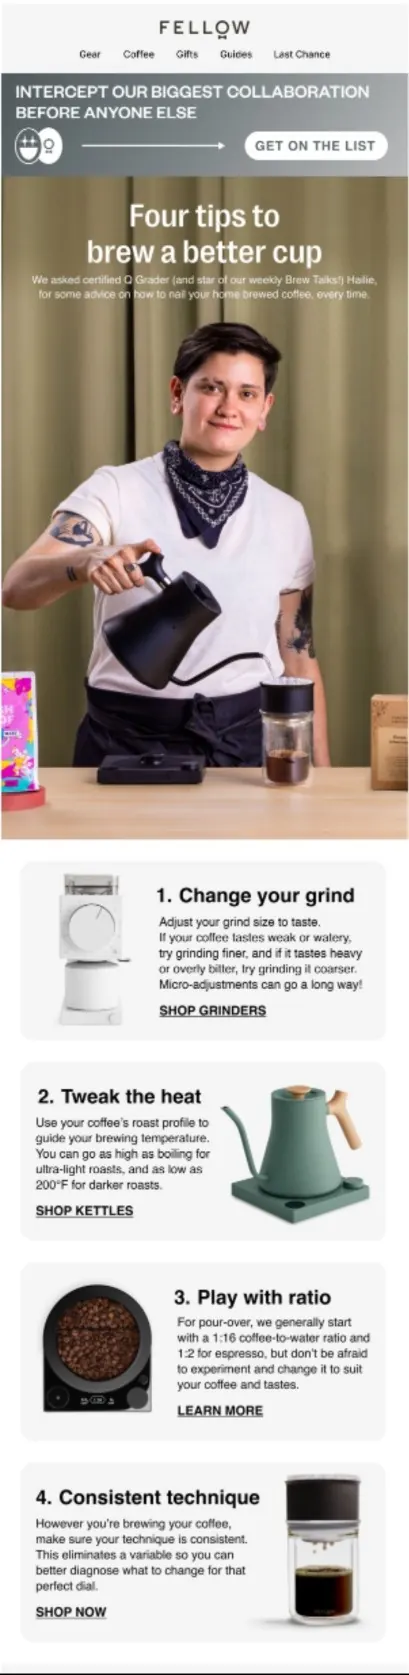 FELLOW
Gear Coffee Gifts Guides Last Chance
INTERCEPT OUR BIGGEST COLLABORATION
BEFORE ANYONE ELSE
GET ON THE LIST
Four tips to
brew a better cup
We asked certified Q Grader (and star of our weekly Brew Talks!) Hailie,
for some advice on how to nail your home brewed coffee, every time.
1. Change your grind
Adjust your grind size to taste.
If your coffee tastes weak or watery,
try grinding finer, and if it tastes heavy
or overly bitter, try grinding it coarser.
Micro-adjustments can go a long way!
SHOP GRINDERS
2. Tweak the heat
Use your coffee's roast profile to
guide your brewing temperature.
You can go as high as boiling for
ultra-light roasts, and as low as
200°F for darker roasts.
SHOP KETTLES
3. Play with ratio
For pour-over, we generally start
with a 1:16 coffee-to-water ratio and
1:2 for espresso, but don't be afraid
to experiment and change it to suit
your coffee and tastes.
LEARN MORE
4. Consistent technique
However you're brewing your coffee,
make sure your technique is consistent.
This eliminates a variable so you can
better diagnose what to change for that
perfect dial.
SHOP NOW